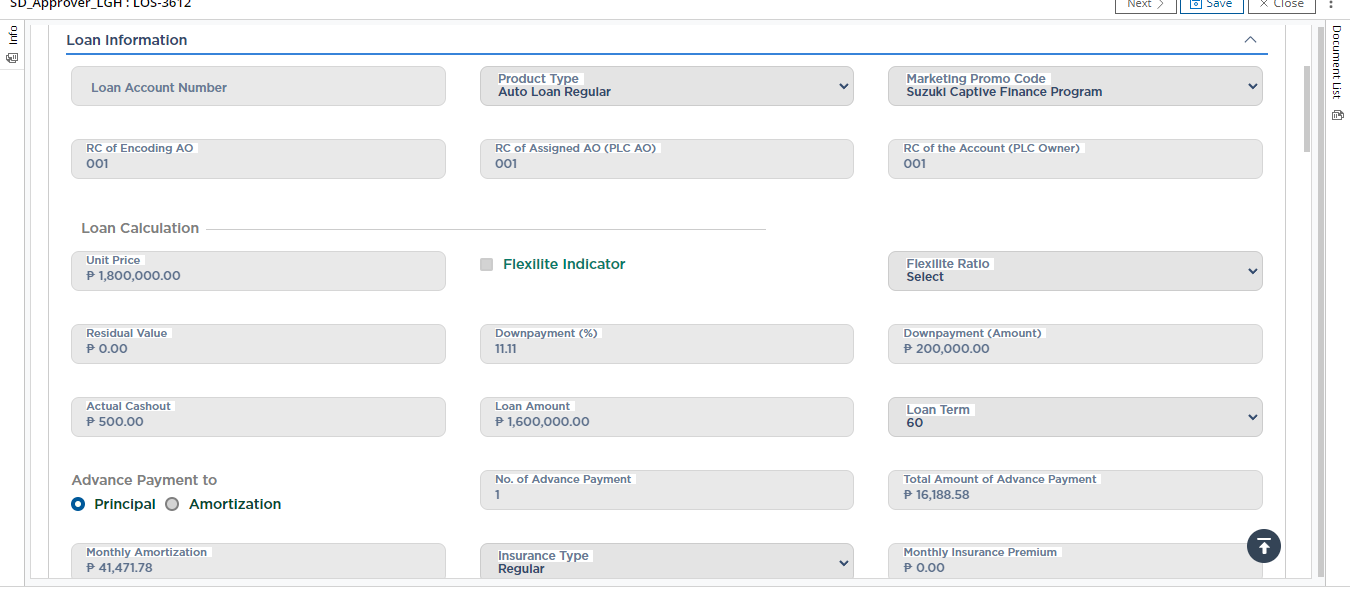 SD_Approver_LGH : LOS-3612
Next
Save
Close
Info
Document List
Loan Information
Loan Account Number
Product Type
Auto Loan Regular
Marketing Promo Code
Suzuki Captive Finance Program
RC of Encoding AO
001
RC of Assigned AO (PLC AO)
001
RC of the Account (PLC Owner)
001
Loan Calculation
Unit Price
₱ 1,800,000.00
Flexilite Indicator
Flexilite Ratio
Select
Residual Value
₱ 0.00
Downpayment (%)
11.11
Downpayment (Amount)
₱ 200,000.00
Actual Cashout
₱ 500.00
Loan Amount
₱ 1,600,000.00
Loan Term
60
Advance Payment to
Principal
Amortization
No. of Advance Payment
1
Total Amount of Advance Payment
₱ 16,188.58
Monthly Amortization
₱ 41,471.78
Insurance Type
Regular
Monthly Insurance Premium
₱ 0.00